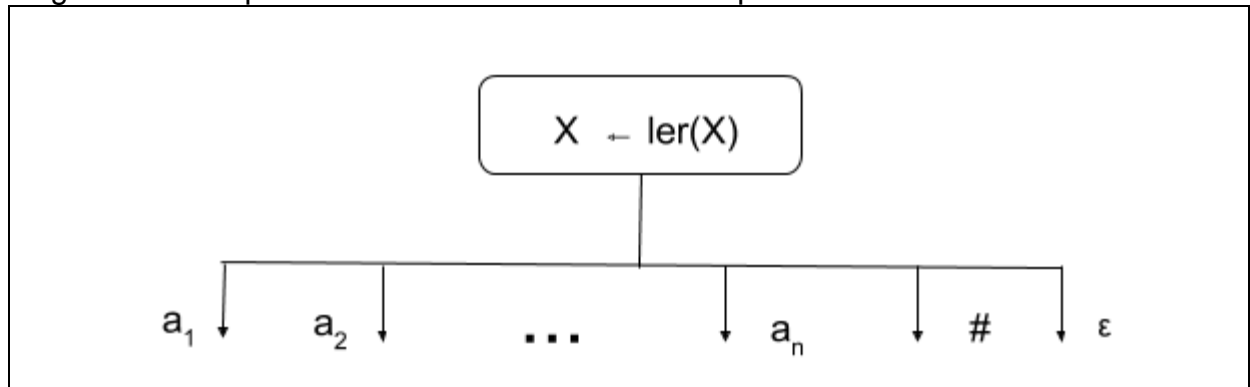 X ← ler(X)
a₁ a₂ ... aₙ # ε